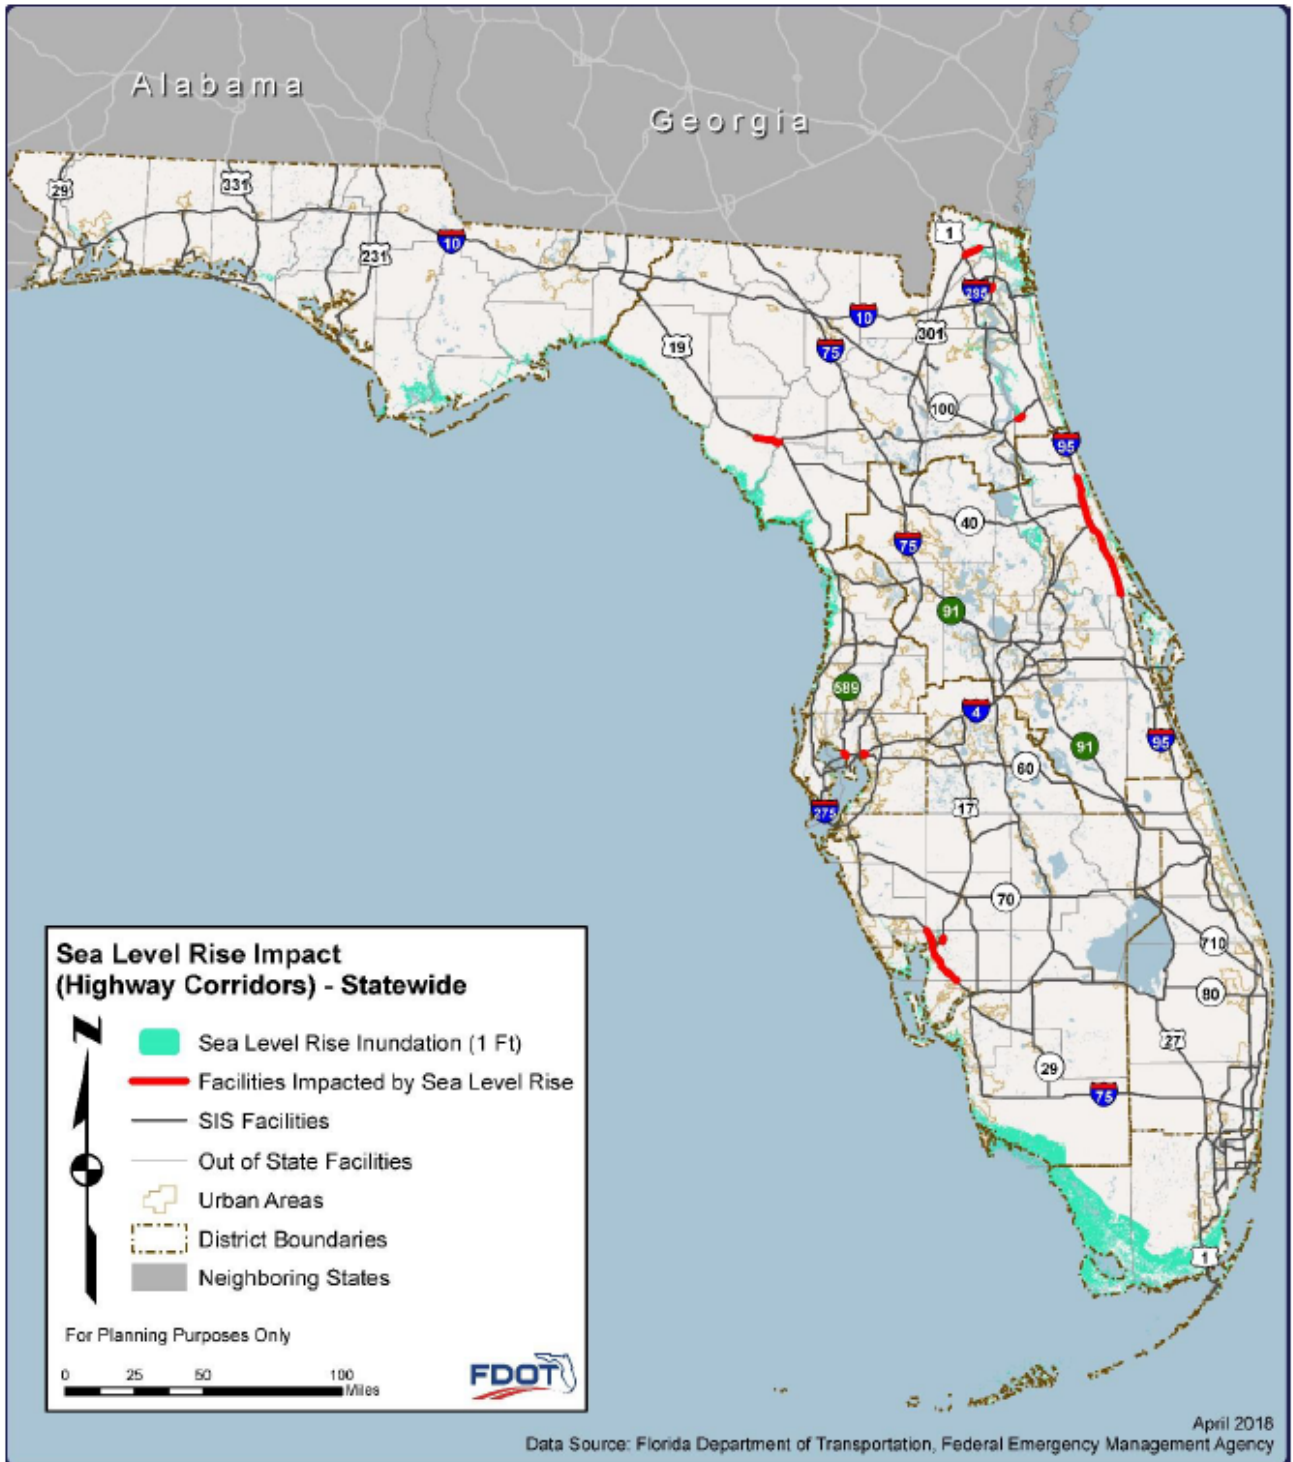 Alabama
Georgia
29
331
231
10
1
295
10
301
19
75
100
95
40
75
91
589
4
91
95
60
17
275
70
710
80
27
29
75
1
Sea Level Rise Impact
(Highway Corridors) - Statewide
N
Sea Level Rise Inundation (1 Ft)
Facilities Impacted by Sea Level Rise
SIS Facilities
Out of State Facilities
Urban Areas
District Boundaries
Neighboring States
For Planning Purposes Only
0 25 50 100
Miles
FDOT
April 2018
Data Source: Florida Department of Transportation, Federal Emergency Management Agency